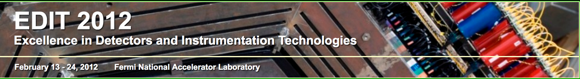 EDIT 2012
Excellence in Detectors and Instrumentation Technologies
February 13 - 24, 2012 Fermi National Accelerator Laboratory